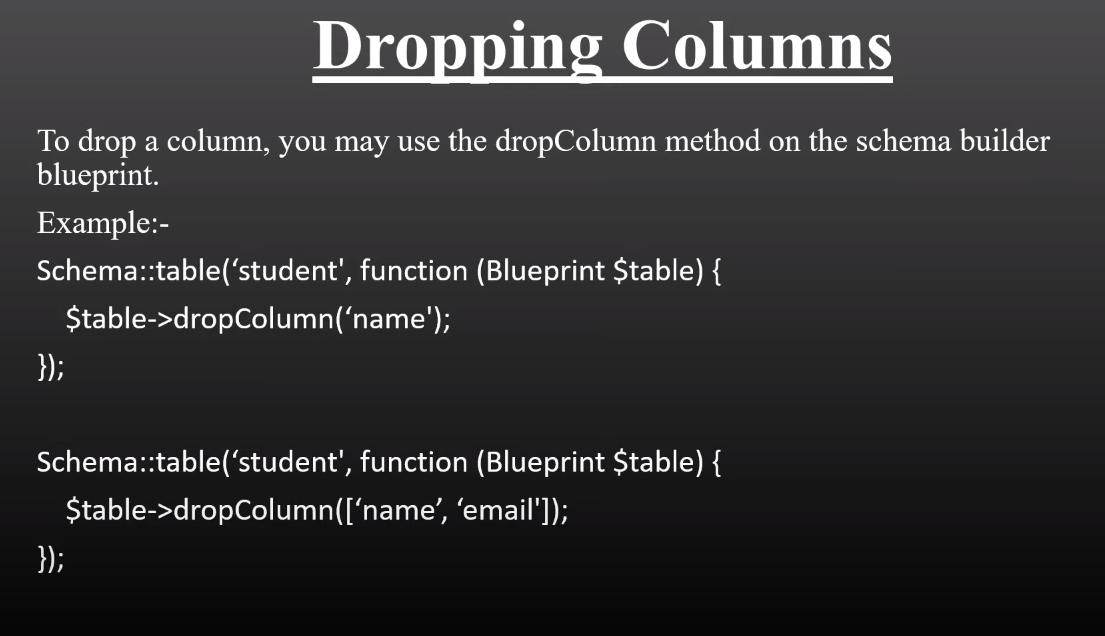 Dropping Columns
To drop a column, you may use the dropColumn method on the schema builder
blueprint.
Example:-
Schema::table(‘student', function (Blueprint $table) {
$table->dropColumn(‘name');
});
Schema::table(‘student', function (Blueprint $table) {
$table->dropColumn([‘name’, ‘email']);
});